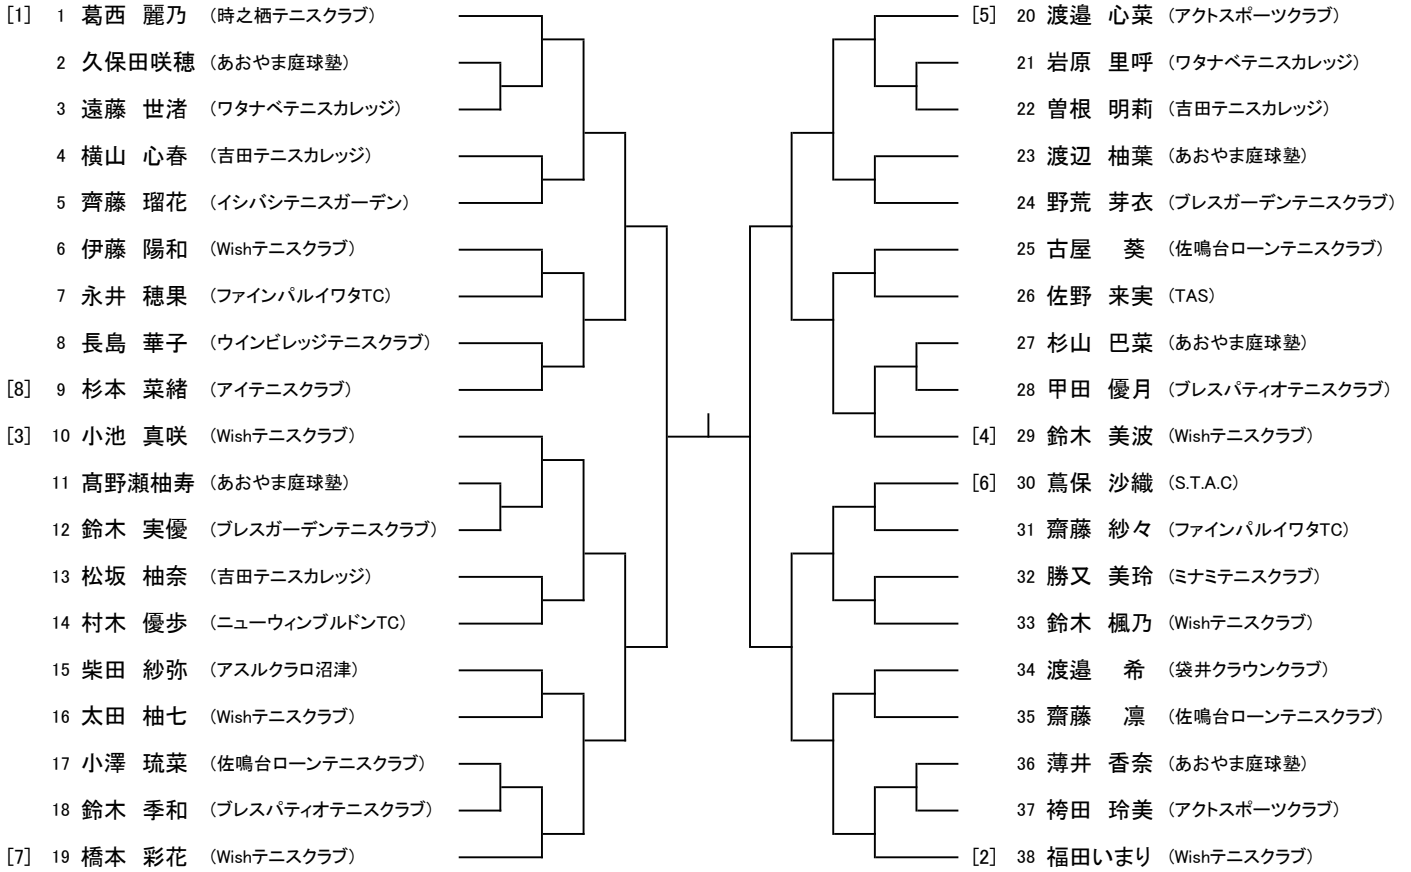 [1] 1 葛西 麗乃 (時之栖テニスクラブ)
2 久保田咲穂 (あおやま庭球塾)
3 遠藤 世渚 (ワタナベテニスカレッジ)
4 横山 心春 (吉田テニスカレッジ)
5 齊藤 瑠花 (イシバシテニスガーデン)
6 伊藤 陽和 (Wishテニスクラブ)
7 永井 穂果 (ファインパルイワタTC)
8 長島 華子 (ウインビレッジテニスクラブ)
[8] 9 杉本 菜緒 (アイテニスクラブ)
[3] 10 小池 真咲 (Wishテニスクラブ)
11 髙野瀬柚寿 (あおやま庭球塾)
12 鈴木 実優 (ブレスガーデンテニスクラブ)
13 松坂 柚奈 (吉田テニスカレッジ)
14 村木 優歩 (ニューウィンブルドンTC)
15 柴田 紗弥 (アスルクラロ沼津)
16 太田 柚七 (Wishテニスクラブ)
17 小澤 琉菜 (佐鳴台ローンテニスクラブ)
18 鈴木 季和 (ブレスパティオテニスクラブ)
[7] 19 橋本 彩花 (Wishテニスクラブ)
[5] 20 渡邉 心菜 (アクトスポーツクラブ)
21 岩原 里呼 (ワタナベテニスカレッジ)
22 曽根 明莉 (吉田テニスカレッジ)
23 渡辺 柚葉 (あおやま庭球塾)
24 野荒 芽衣 (ブレスガーデンテニスクラブ)
25 古屋 葵 (佐鳴台ローンテニスクラブ)
26 佐野 来実 (TAS)
27 杉山 巴菜 (あおやま庭球塾)
28 甲田 優月 (ブレスパティオテニスクラブ)
[4] 29 鈴木 美波 (Wishテニスクラブ)
[6] 30 蔦保 沙織 (S.T.A.C)
31 齋藤 紗々 (ファインパルイワタTC)
32 勝又 美玲 (ミナミテニスクラブ)
33 鈴木 楓乃 (Wishテニスクラブ)
34 渡邉 希 (袋井クラウンクラブ)
35 齋藤 凛 (佐鳴台ローンテニスクラブ)
36 薄井 香奈 (あおやま庭球塾)
37 袴田 玲美 (アクトスポーツクラブ)
[2] 38 福田いまり (Wishテニスクラブ)